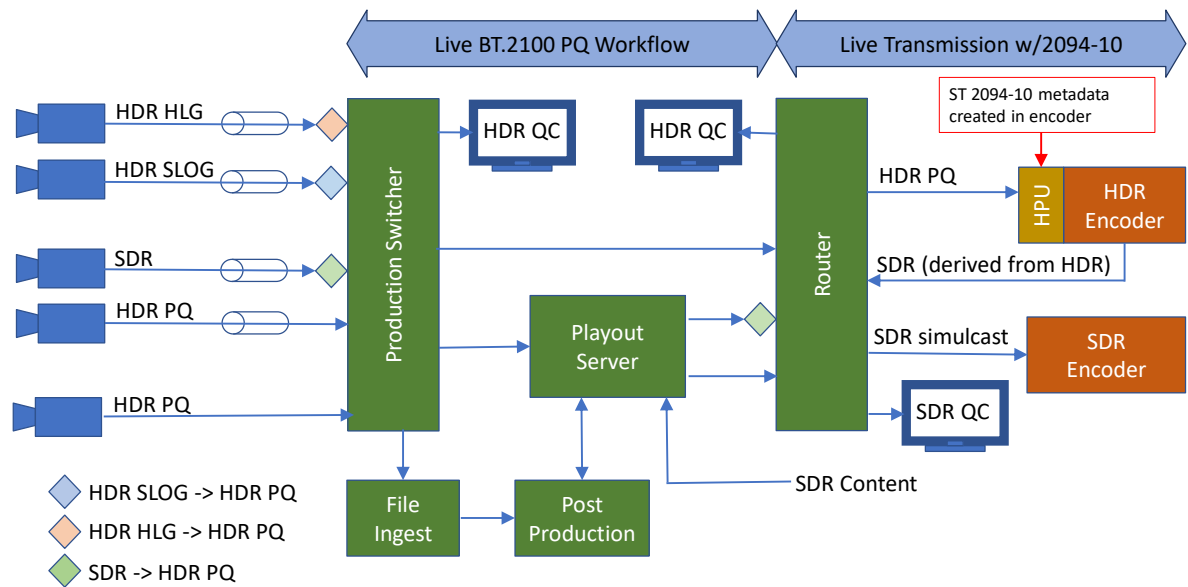 Live BT.2100 PQ Workflow
Live Transmission w/2094-10
HDR HLG
HDR SLOG
SDR
HDR PQ
HDR PQ
Production Switcher
HDR QC
HDR QC
Router
ST 2094-10 metadata
created in encoder
HDR PQ
HPU
HDR
Encoder
SDR (derived from HDR)
Playout
Server
SDR simulcast
SDR
Encoder
SDR QC
SDR Content
File
Ingest
Post
Production
HDR SLOG -> HDR PQ
HDR HLG -> HDR PQ
SDR -> HDR PQ